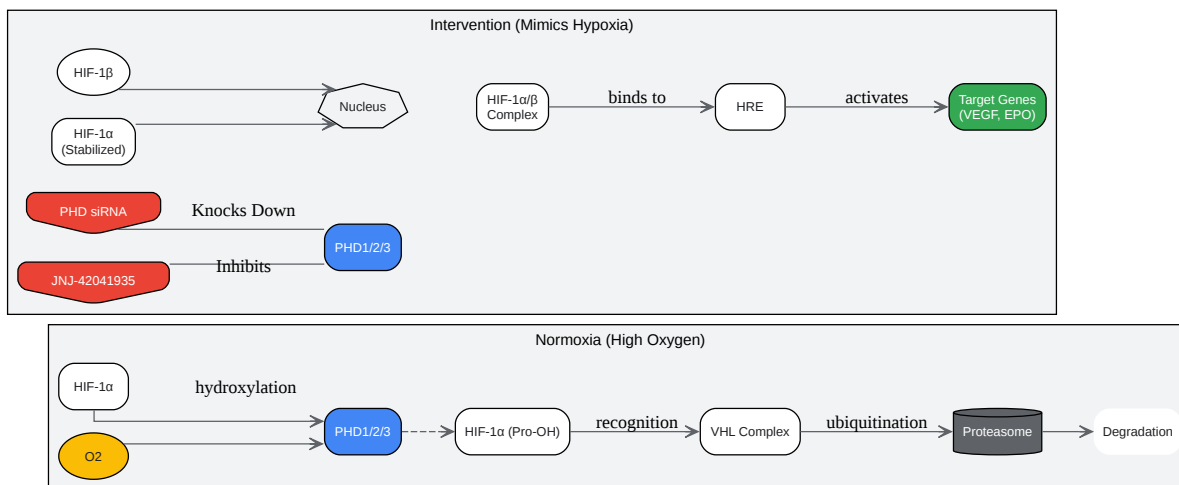 Intervention (Mimics Hypoxia)
HIF-1β
HIF-1α
(Stabilized)
Nucleus
HIF-1α/β
Complex
binds to
HRE
activates
Target Genes
(VEGF, EPO)
PHD siRNA
Knocks Down
JNJ-42041935
Inhibits
PHD1/2/3
Normoxia (High Oxygen)
HIF-1α
hydroxylation
O2
PHD1/2/3
HIF-1α (Pro-OH)
recognition
VHL Complex
ubiquitination
Proteasome
Degradation